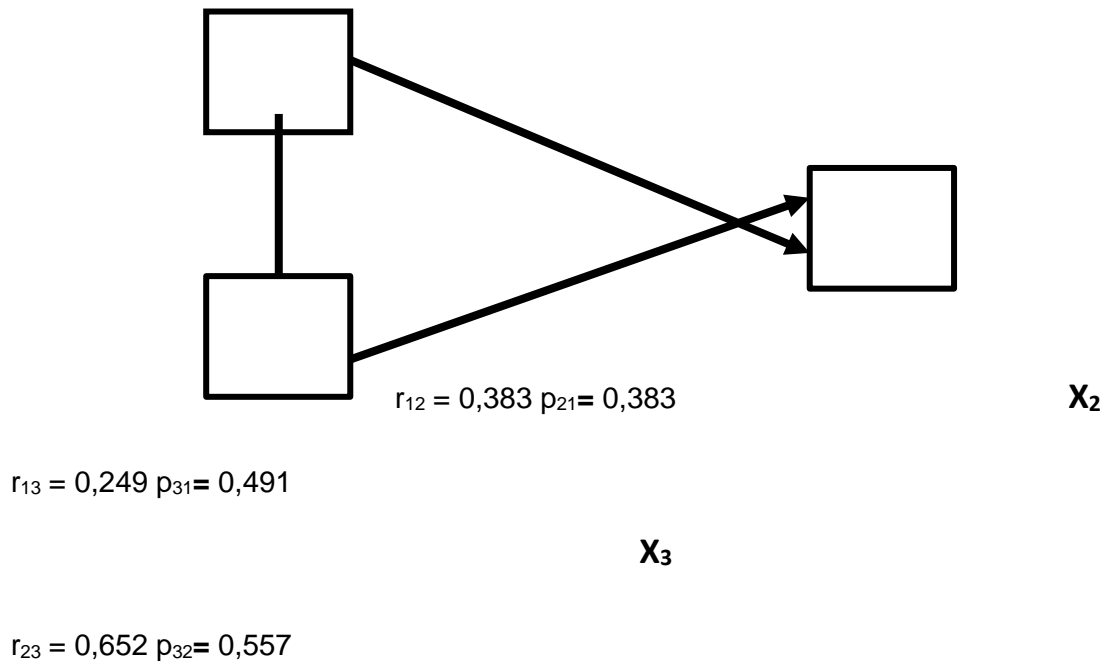 r₁₂ = 0,383 p₂₁= 0,383
X₂
r₁₃ = 0,249 p₃₁= 0,491
X₃
r₂₃ = 0,652 p₃₂= 0,557